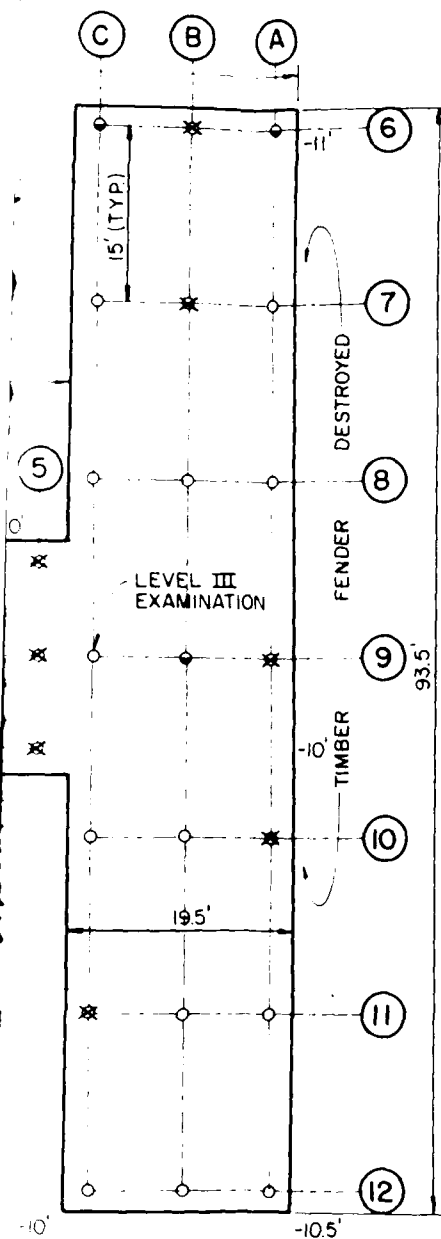 C B A
6
-11'
15' (TYP.)
7
DESTROYED
5
8
0'
FENDER
LEVEL III
EXAMINATION
9
93.5'
-10'
TIMBER
10
19.5'
11
12
-10'
-10.5'